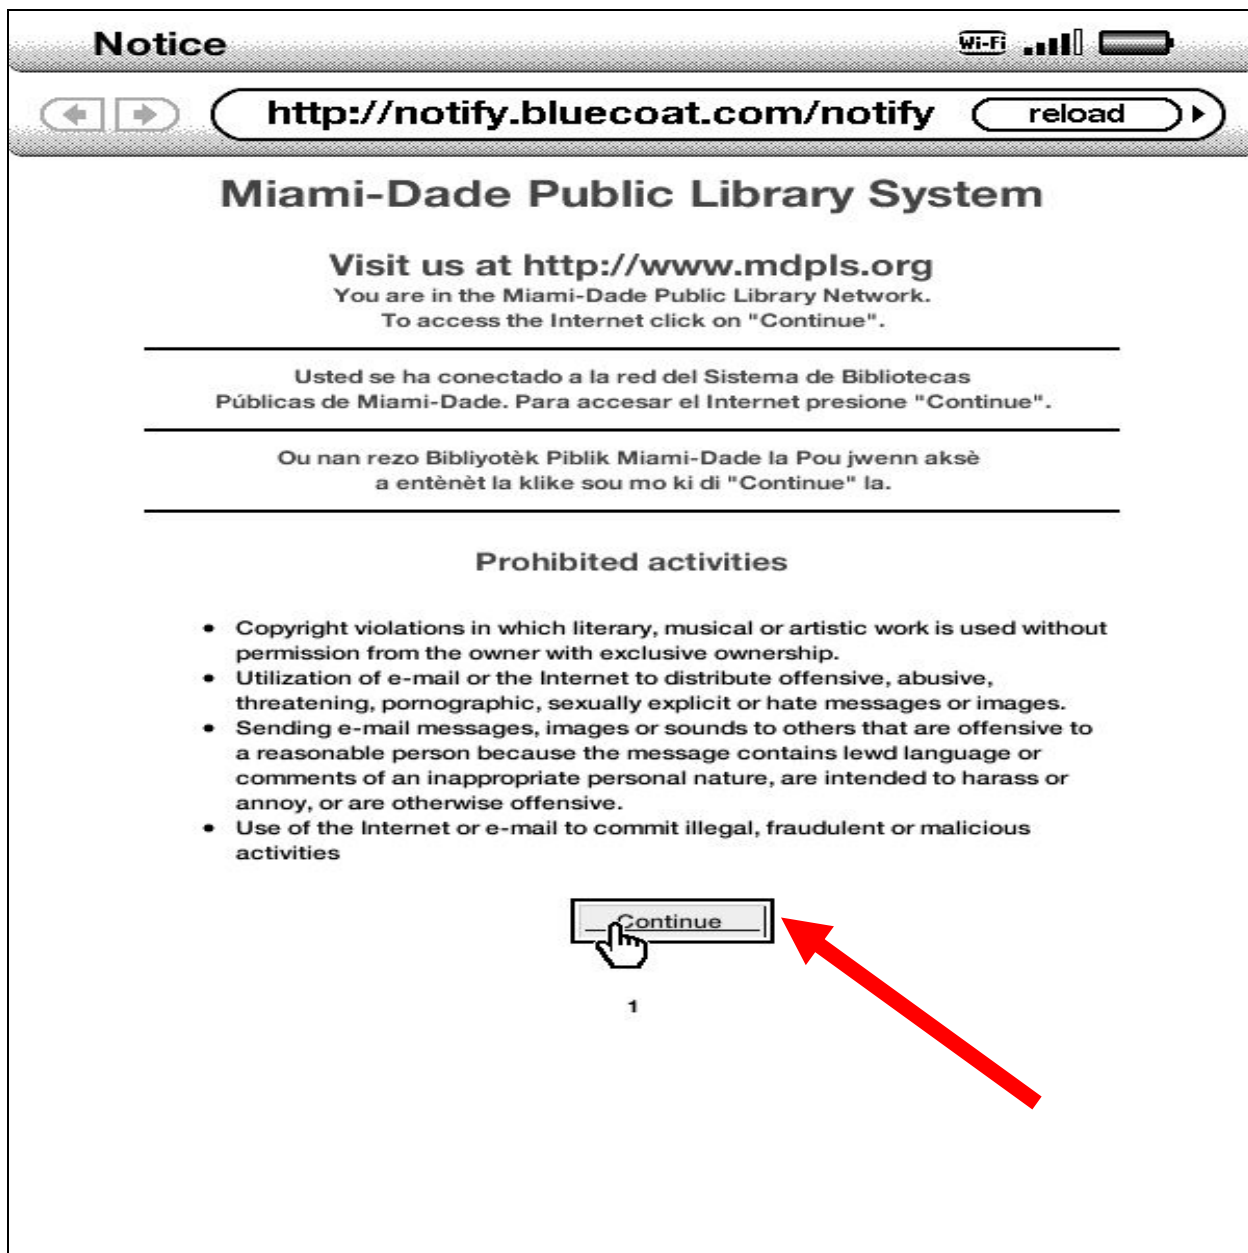 Notice
Wi-Fi
http://notify.bluecoat.com/notify
reload
Miami-Dade Public Library System
Visit us at http://www.mdpls.org
You are in the Miami-Dade Public Library Network.
To access the Internet click on "Continue".
Usted se ha conectado a la red del Sistema de Bibliotecas
Públicas de Miami-Dade. Para accesar el Internet presione "Continue".
Ou nan rezo Bibliyotèk Piblik Miami-Dade la Pou jwenn aksè
a entènèt la klike sou mo ki di "Continue" la.
Prohibited activities
• Copyright violations in which literary, musical or artistic work is used without
permission from the owner with exclusive ownership.
• Utilization of e-mail or the Internet to distribute offensive, abusive,
threatening, pornographic, sexually explicit or hate messages or images.
• Sending e-mail messages, images or sounds to others that are offensive to
a reasonable person because the message contains lewd language or
comments of an inappropriate personal nature, are intended to harass or
annoy, or are otherwise offensive.
• Use of the Internet or e-mail to commit illegal, fraudulent or malicious
activities
Continue
1